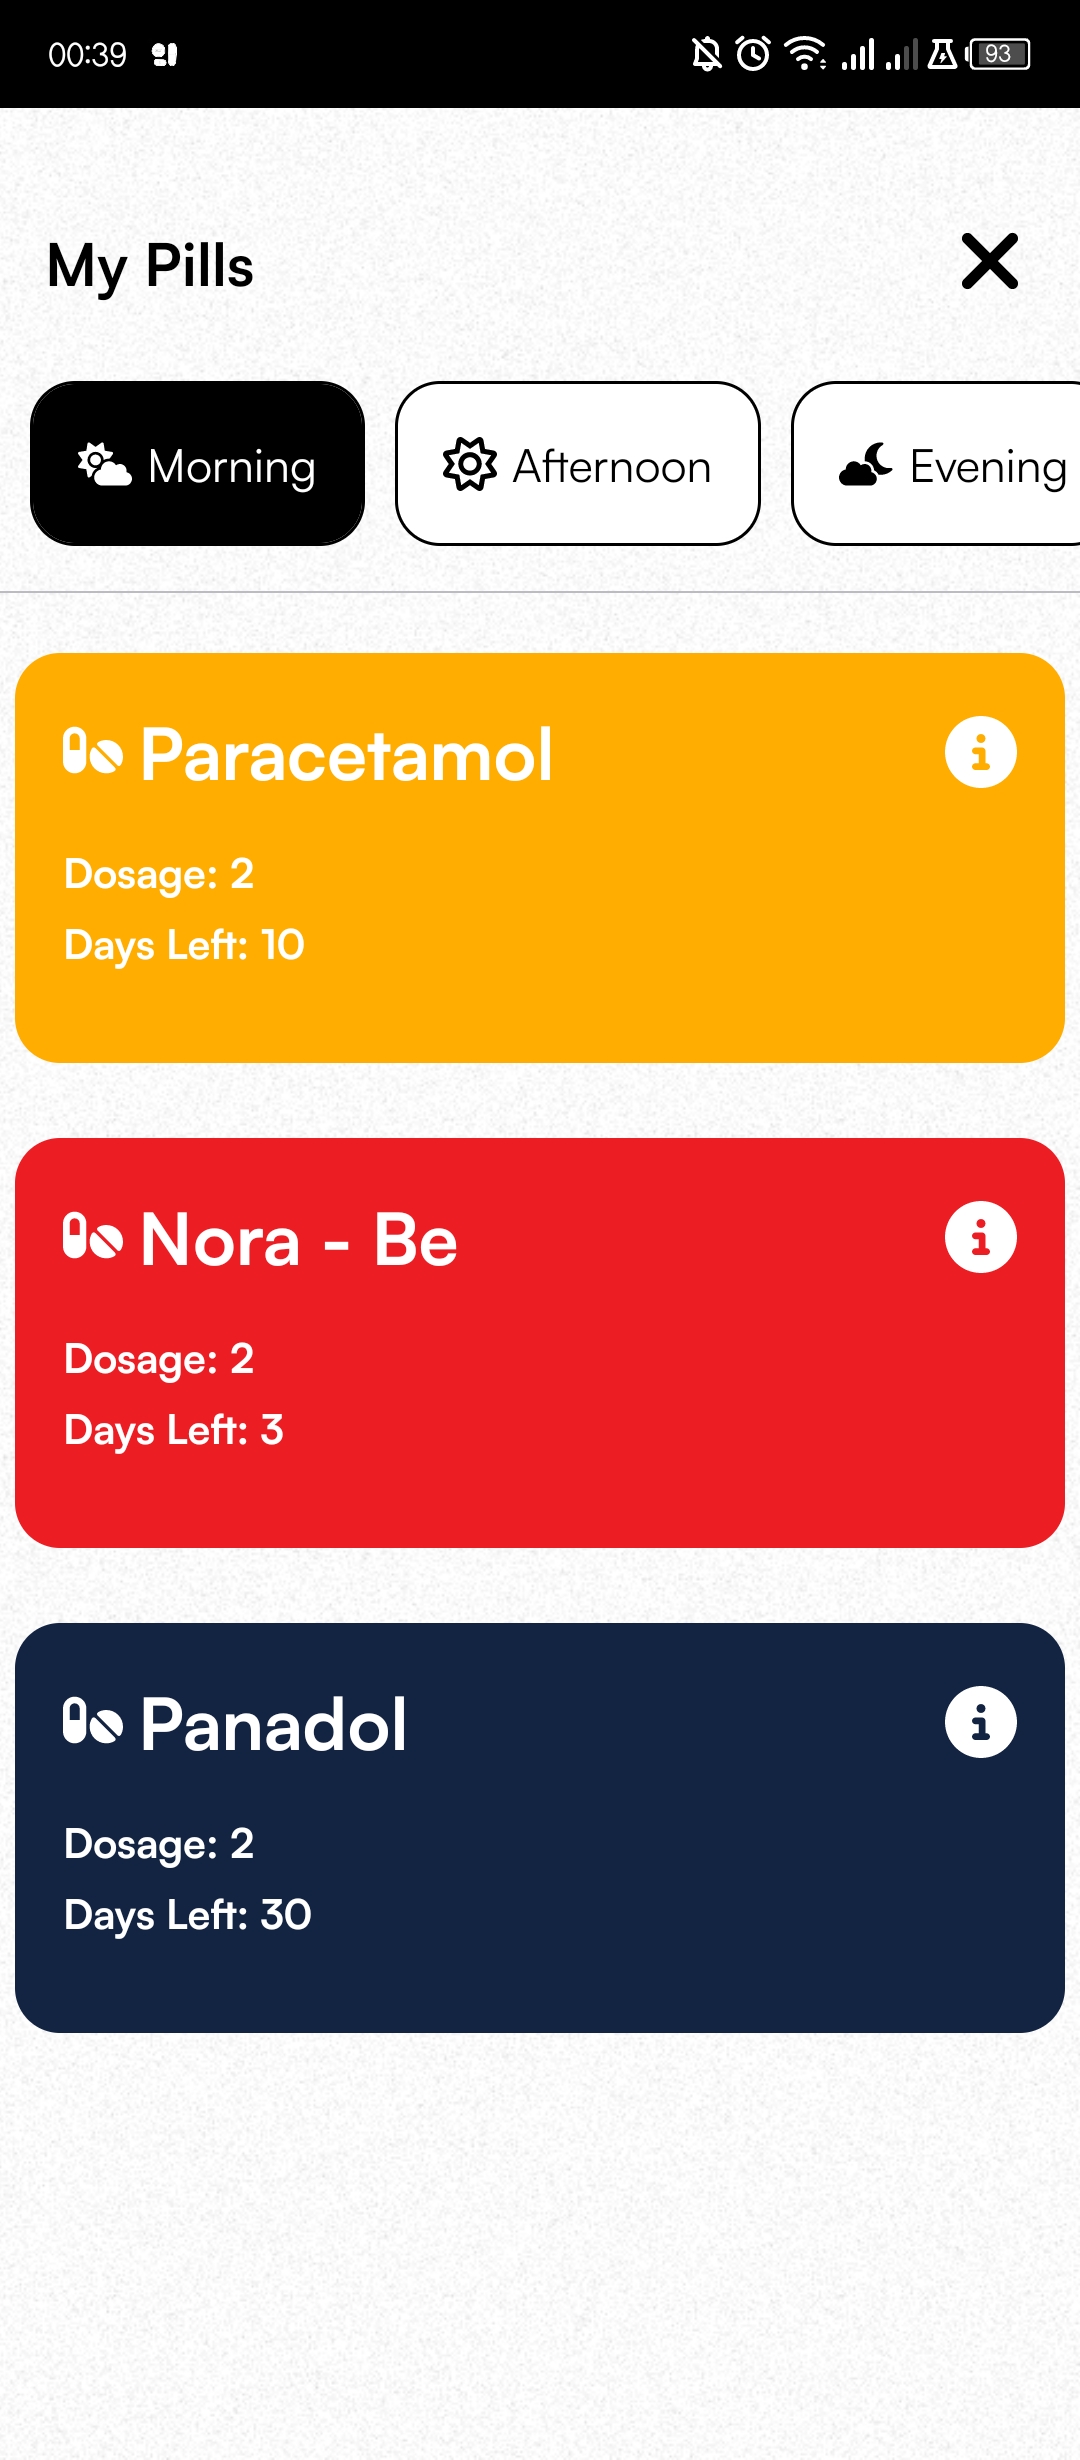 00:39
93
My Pills
Morning
Afternoon
Evening
Paracetamol
Dosage: 2
Days Left: 10
Nora - Be
Dosage: 2
Days Left: 3
Panadol
Dosage: 2
Days Left: 30